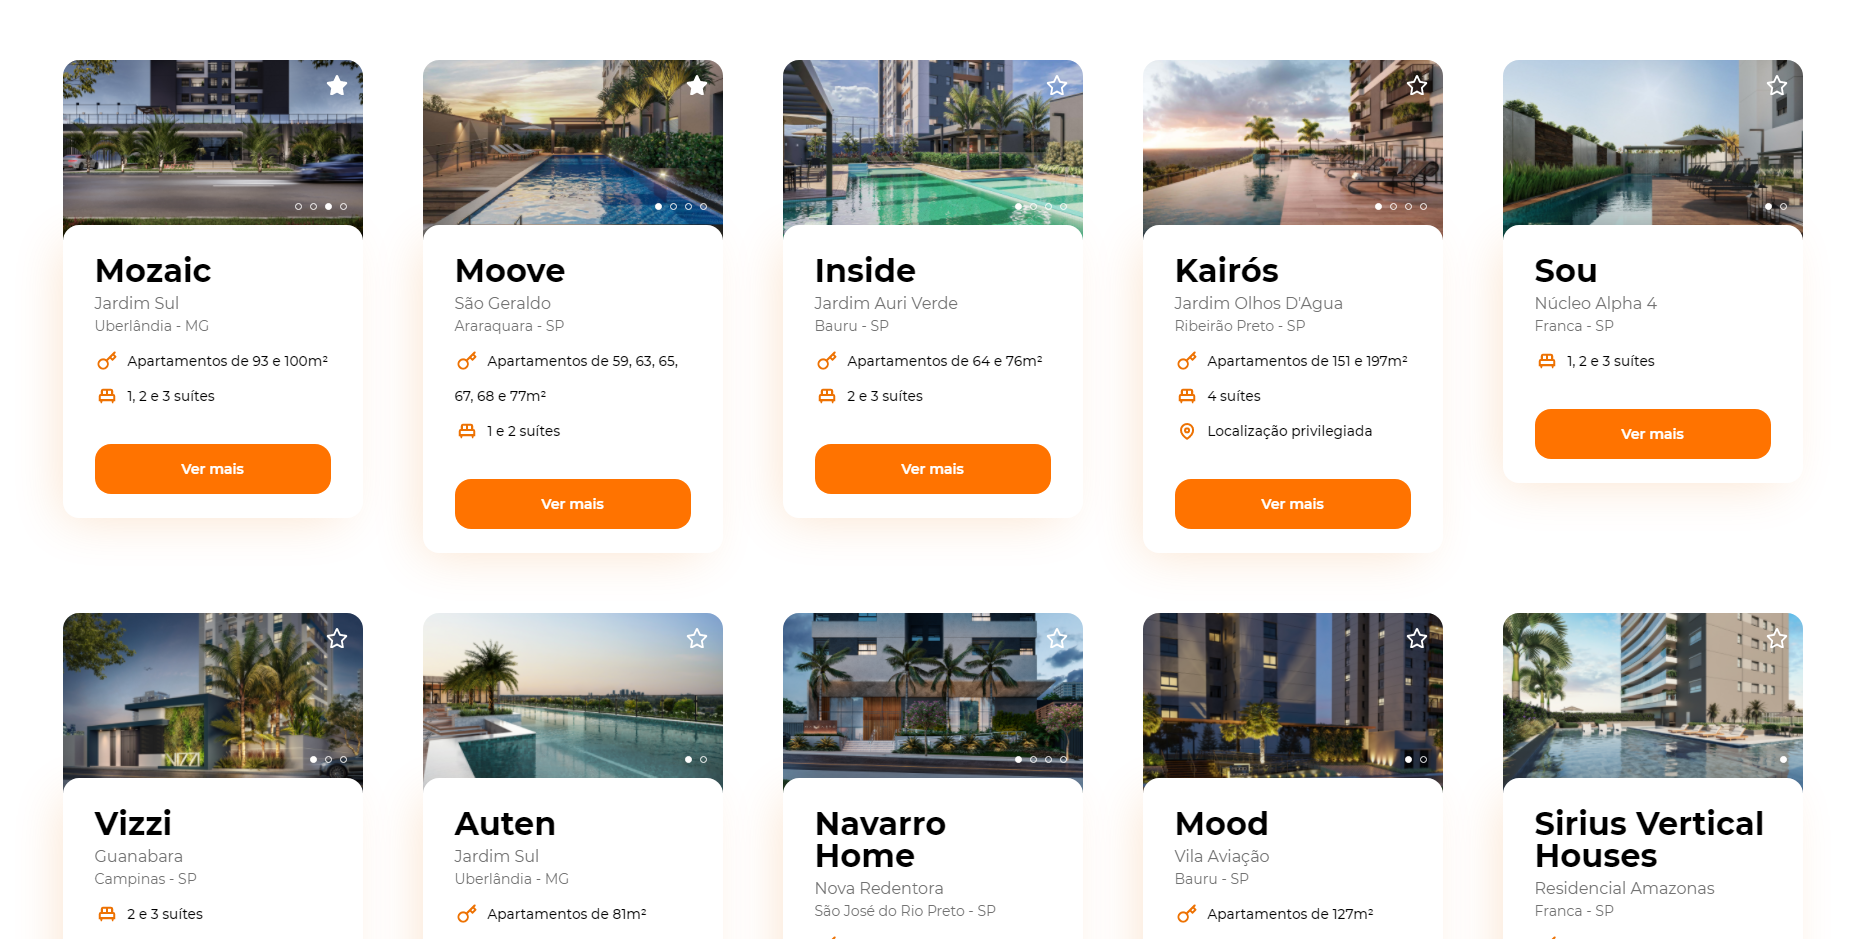 Mozaic
Jardim Sul
Uberlândia - MG
Apartamentos de 93 e 100m²
1, 2 e 3 suítes
Ver mais
Moove
São Geraldo
Araraquara - SP
Apartamentos de 59, 63, 65,
67, 68 e 77m²
1 e 2 suítes
Ver mais
Inside
Jardim Auri Verde
Bauru - SP
Apartamentos de 64 e 76m²
2 e 3 suítes
Ver mais
Kairós
Jardim Olhos D'Agua
Ribeirão Preto - SP
Apartamentos de 151 e 197m²
4 suítes
Localização privilegiada
Ver mais
Sou
Núcleo Alpha 4
Franca - SP
1, 2 e 3 suítes
Ver mais
VIZZI
Vizzi
Guanabara
Campinas - SP
2 e 3 suítes
Auten
Jardim Sul
Uberlândia - MG
Apartamentos de 81m²
Navarro
Home
Nova Redentora
São José do Rio Preto - SP
Mood
Vila Aviação
Bauru - SP
Apartamentos de 127m²
Sirius Vertical
Houses
Residencial Amazonas
Franca - SP